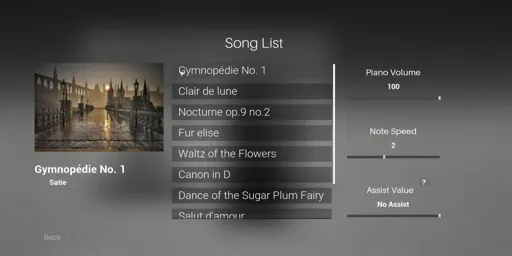 Song List
Gymnopédie No. 1
Satie
Gymnopédie No. 1
Clair de lune
Nocturne op.9 no.2
Fur elise
Waltz of the Flowers
Canon in D
Dance of the Sugar Plum Fairy
Salut d'amour
Piano Volume
100
Note Speed
2
?
Assist Value
No Assist
Back